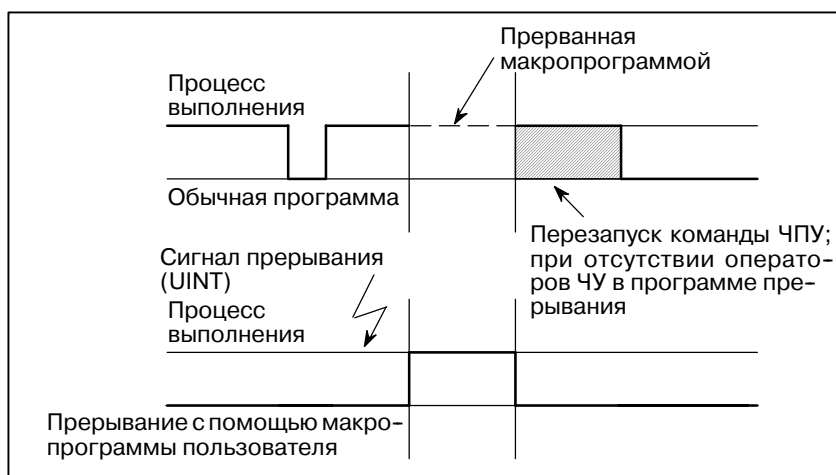 Прерванная
макропрограммой
Процесс
выполнения
Обычная программа
Перезапуск команды ЧПУ;
при отсутствии операто-
ров ЧУ в программе пре-
рывания
Сигнал прерывания
(UINT)
Процесс
выполнения
Прерывание с помощью макро-
программы пользователя